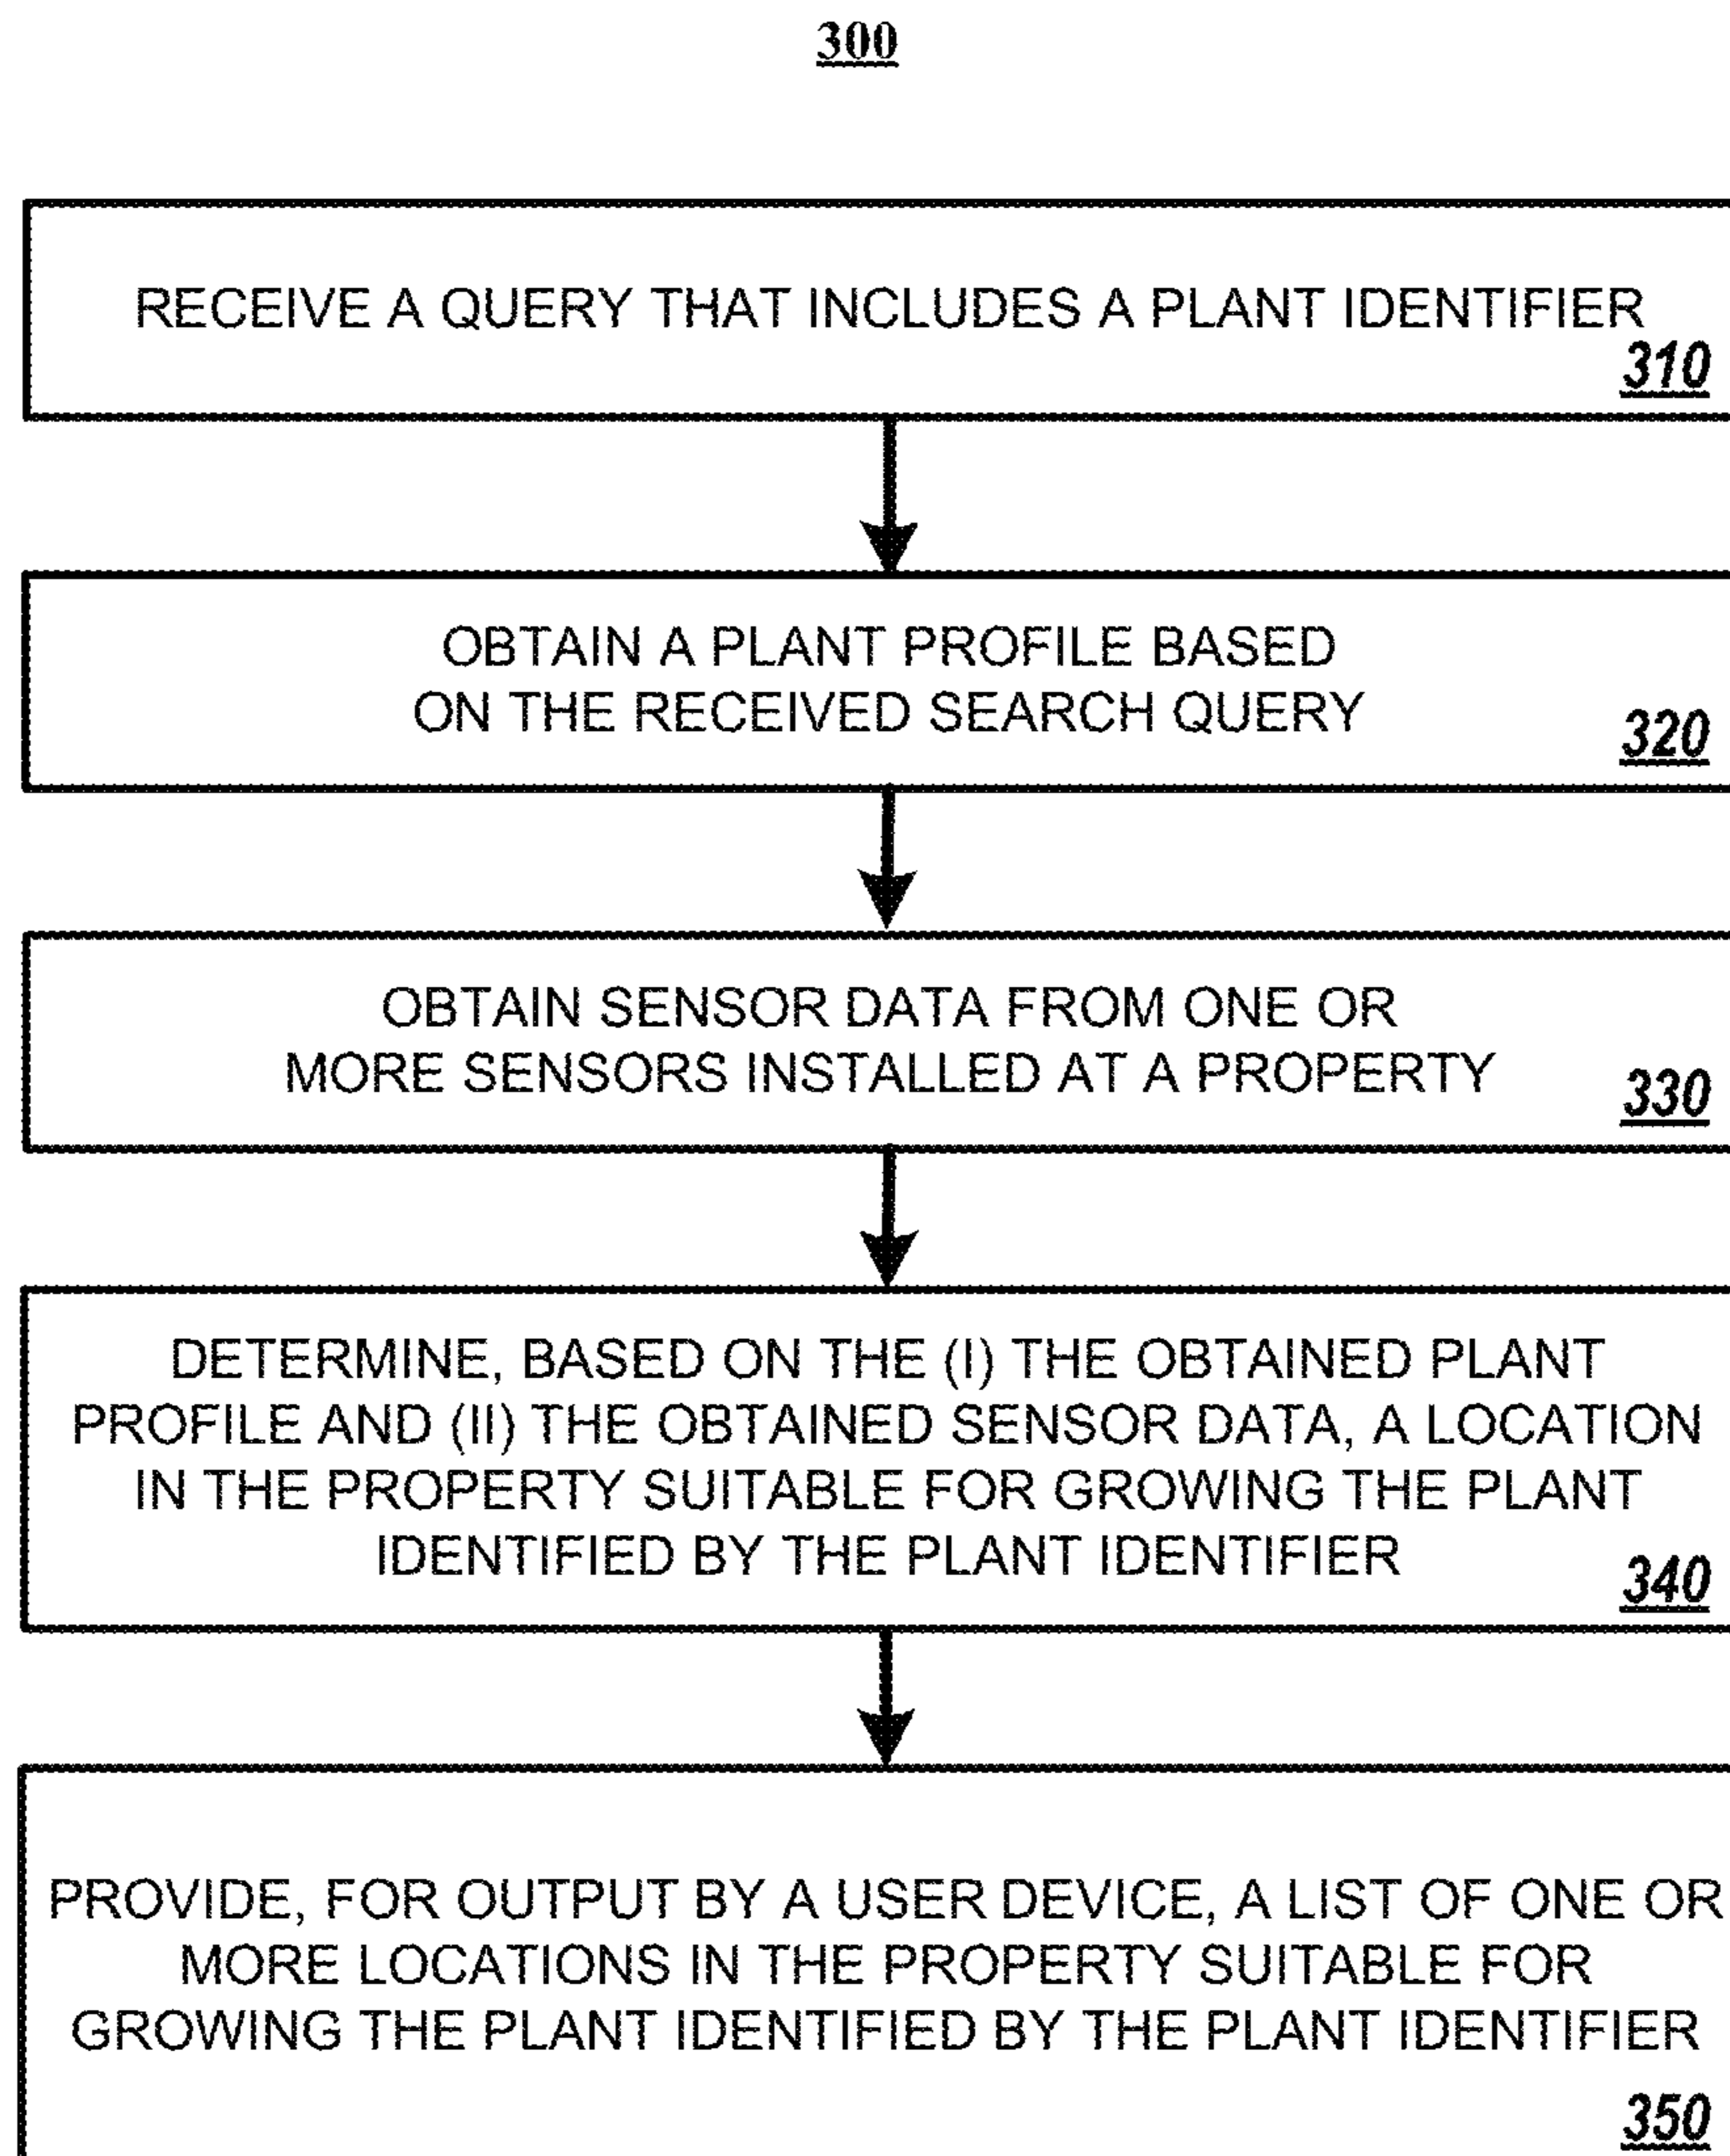 300
RECEIVE A QUERY THAT INCLUDES A PLANT IDENTIFIER
310
OBTAIN A PLANT PROFILE BASED
ON THE RECEIVED SEARCH QUERY
320
OBTAIN SENSOR DATA FROM ONE OR
MORE SENSORS INSTALLED AT A PROPERTY
330
DETERMINE, BASED ON THE (I) THE OBTAINED PLANT
PROFILE AND (II) THE OBTAINED SENSOR DATA, A LOCATION
IN THE PROPERTY SUITABLE FOR GROWING THE PLANT
IDENTIFIED BY THE PLANT IDENTIFIER
340
PROVIDE, FOR OUTPUT BY A USER DEVICE, A LIST OF ONE OR
MORE LOCATIONS IN THE PROPERTY SUITABLE FOR
GROWING THE PLANT IDENTIFIED BY THE PLANT IDENTIFIER
350